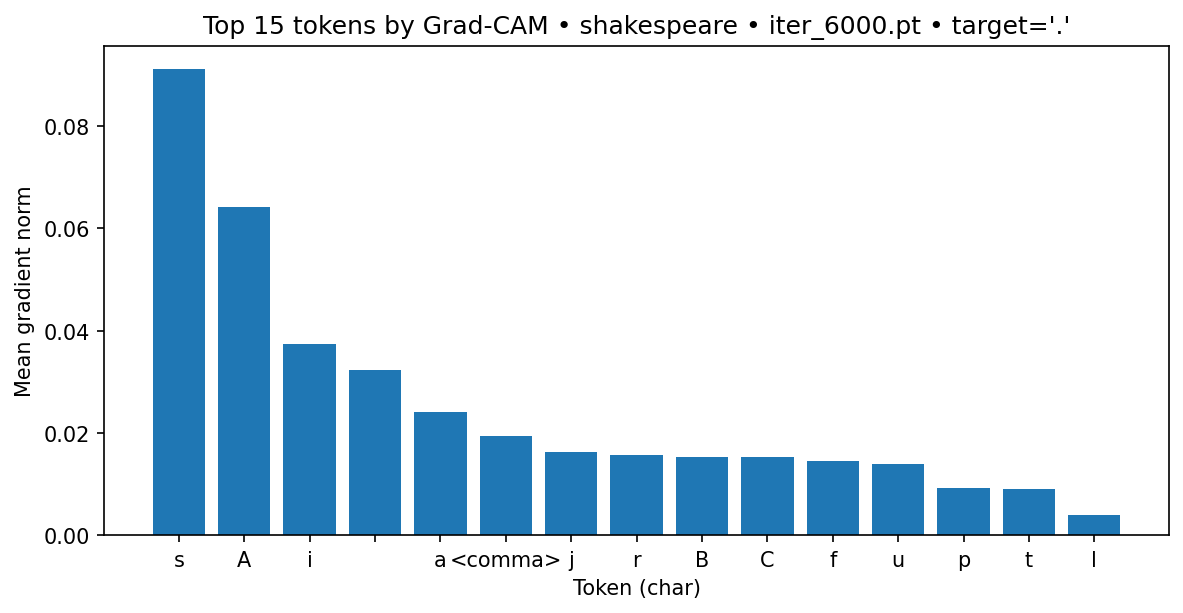 Top 15 tokens by Grad-CAM • shakespeare • iter_6000.pt • target='.'
Mean gradient norm
0.08
0.06
0.04
0.02
0.00
s A i a <comma> j r B C f u p t l
Token (char)